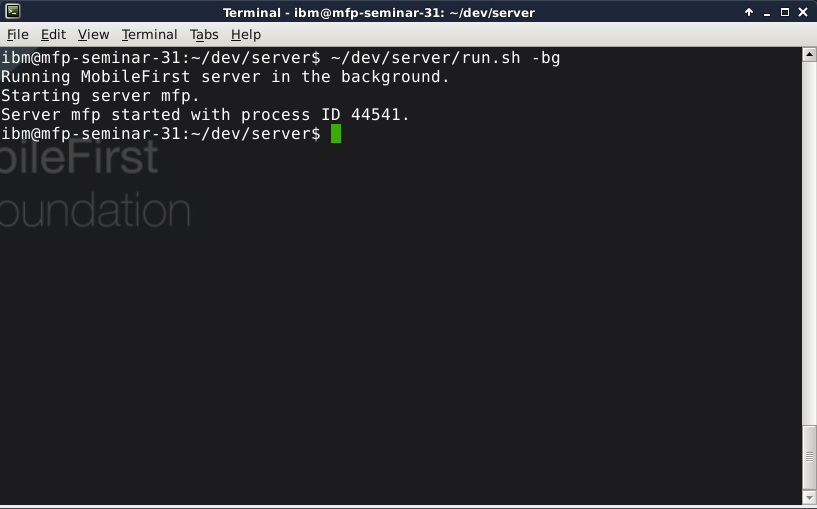 Terminal - ibm@mfp-seminar-31: ~/dev/server
File Edit View Terminal Tabs Help
ibm@mfp-seminar-31:~/dev/server$ ~/dev/server/run.sh -bg
Running MobileFirst server in the background.
Starting server mfp.
Server mfp started with process ID 44541.
ibm@mfp-seminar-31:~/dev/server$
obileFirst
oundation